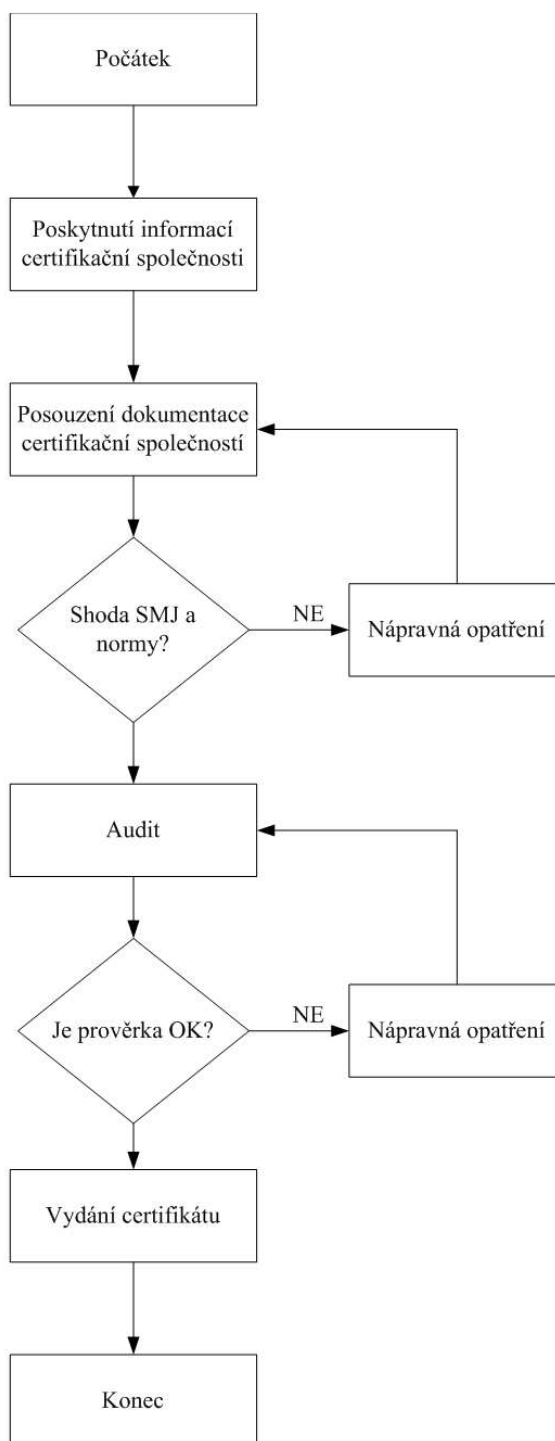 Počátek
Poskytnutí informací
certifikační společnosti
Posouzení dokumentace
certifikační společností
Shoda SMJ a
normy?
NE
Nápravná opatření
Audit
Je prověrka OK?
NE
Nápravná opatření
Vydání certifikátu
Konec